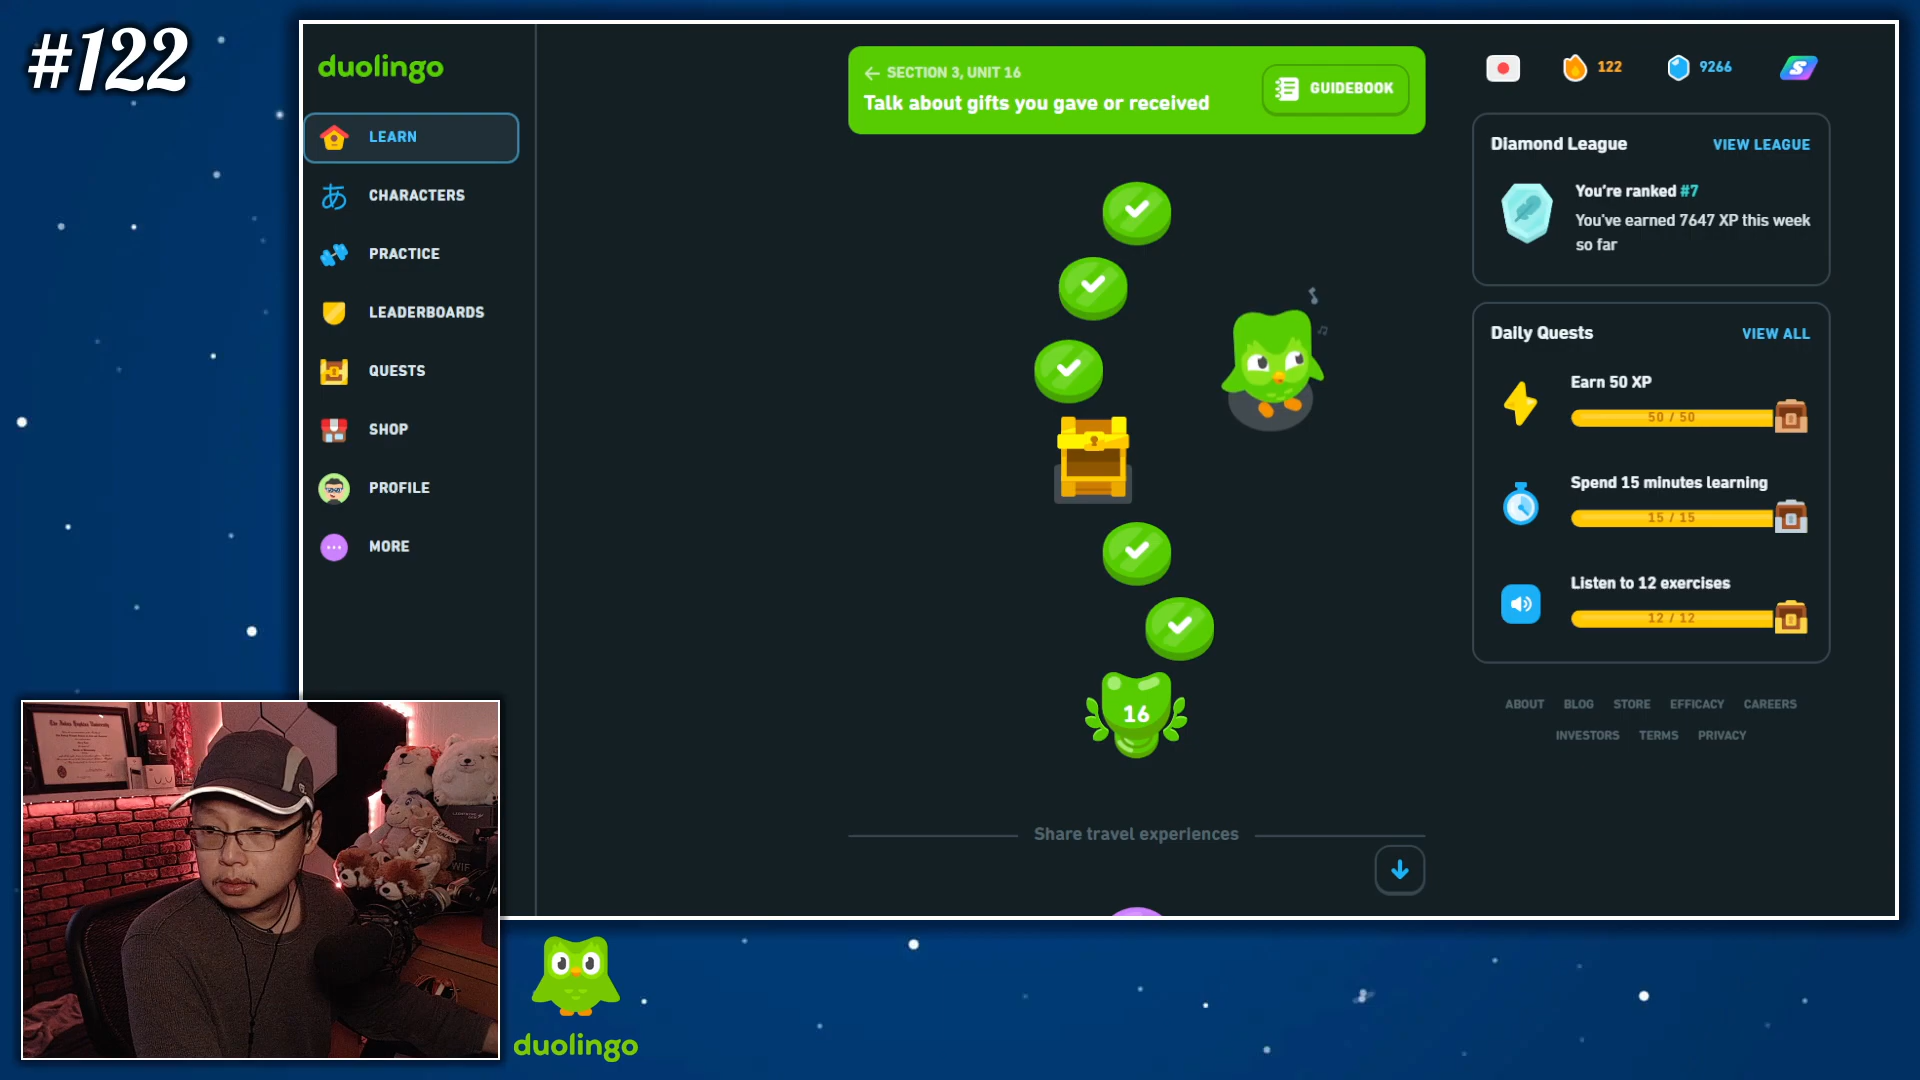 #122
duolingo
LEARN
あ CHARACTERS
PRACTICE
LEADERBOARDS
QUESTS
SHOP
PROFILE
MORE
SECTION 3, UNIT 16
Talk about gifts you gave or received
GUIDEBOOK
16
Share travel experiences
122
9266
S
Diamond League
VIEW LEAGUE
You're ranked #7
You've earned 7647 XP this week
so far
Daily Quests
VIEW ALL
Earn 50 XP
50 / 50
Spend 15 minutes learning
15 / 15
Listen to 12 exercises
12 / 12
ABOUT BLOG STORE EFFICACY CAREERS
INVESTORS TERMS PRIVACY
duolingo